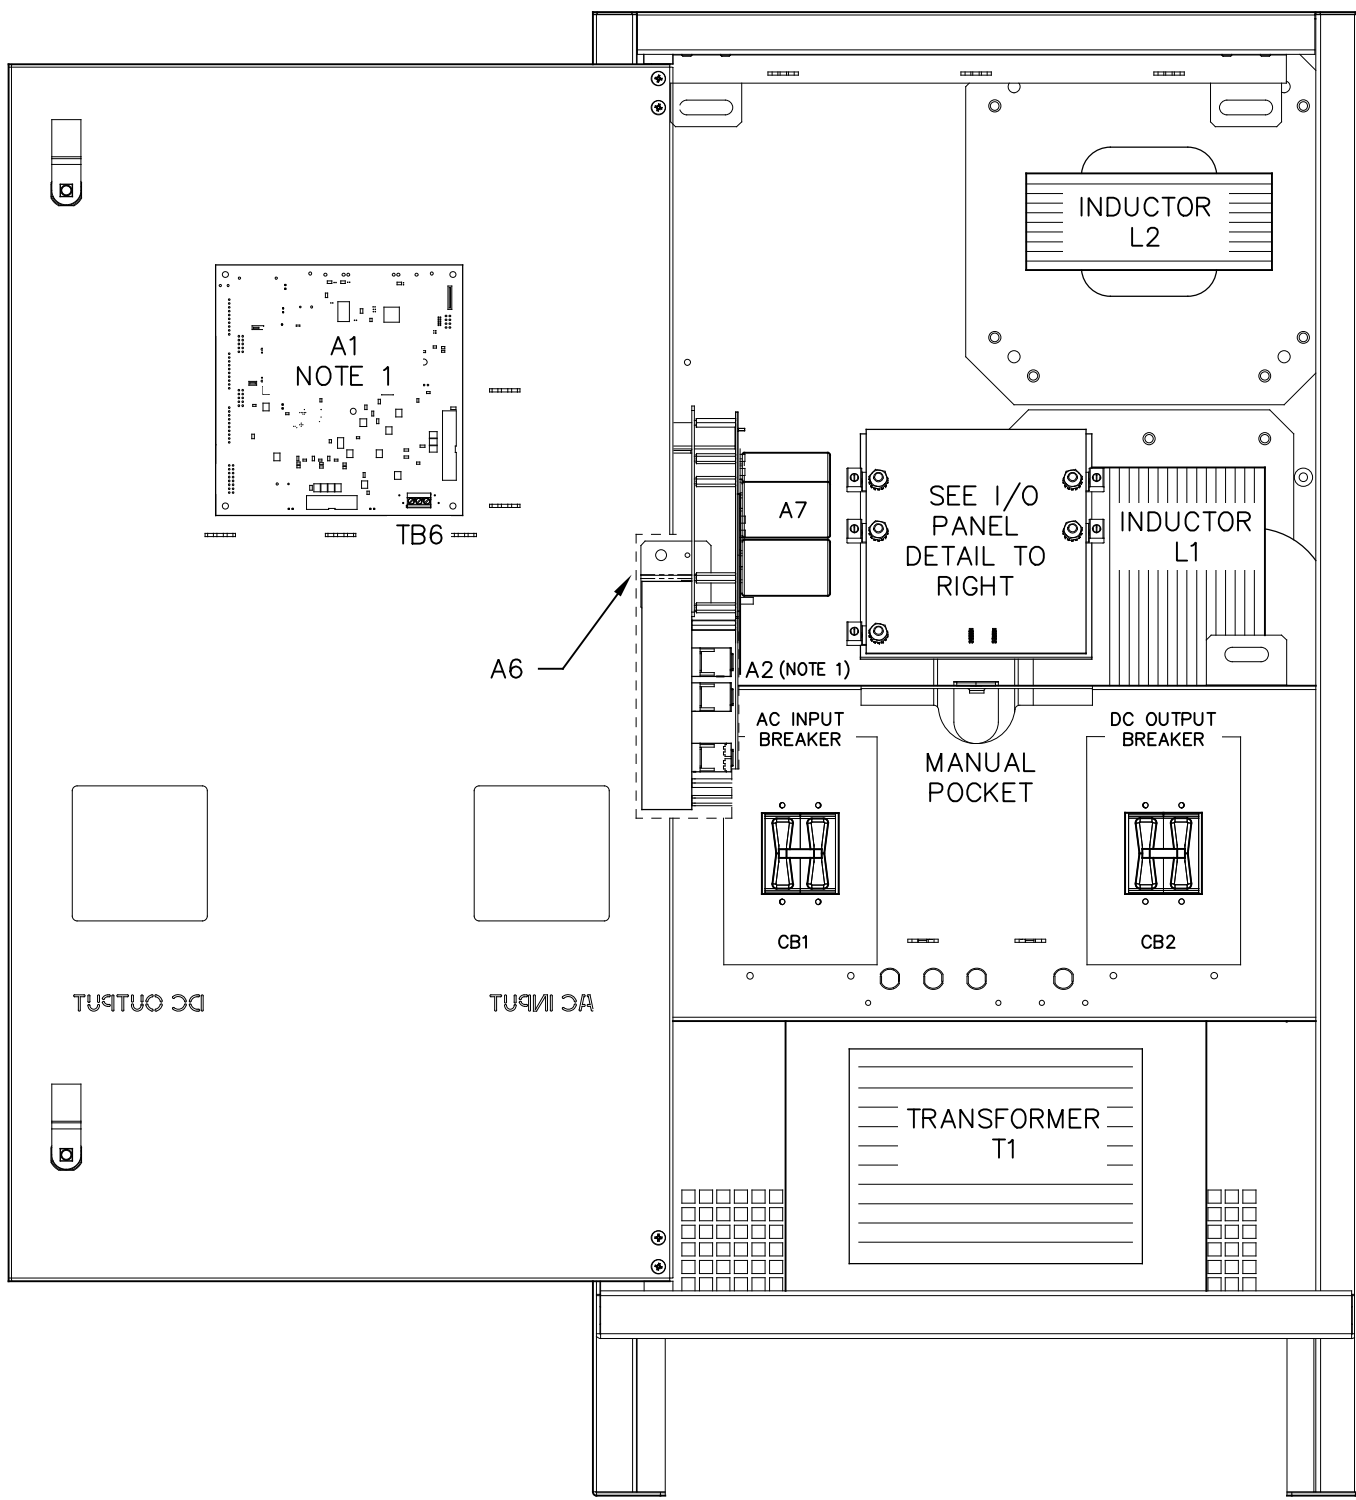 INDUCTOR
L2
A1
NOTE 1
TB6
A7
SEE I/O
PANEL
DETAIL TO
RIGHT
INDUCTOR
L1
A6
A2 (NOTE 1)
AC INPUT
BREAKER
DC OUTPUT
BREAKER
MANUAL
POCKET
CB1
CB2
DC OUTPUT
AC INPUT
TRANSFORMER
T1